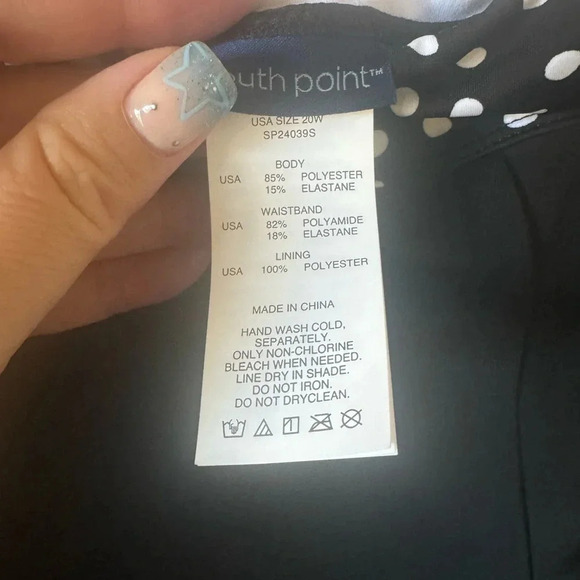 point™
USA SIZE 20W
SP24039S
BODY
USA 85% POLYESTER
15% ELASTANE
WAISTBAND
USA 82% POLYAMIDE
18% ELASTANE
LINING
USA 100% POLYESTER
MADE IN CHINA
HAND WASH COLD,
SEPARATELY.
ONLY NON-CHLORINE
BLEACH WHEN NEEDED.
LINE DRY IN SHADE.
DO NOT IRON.
DO NOT DRYCLEAN.